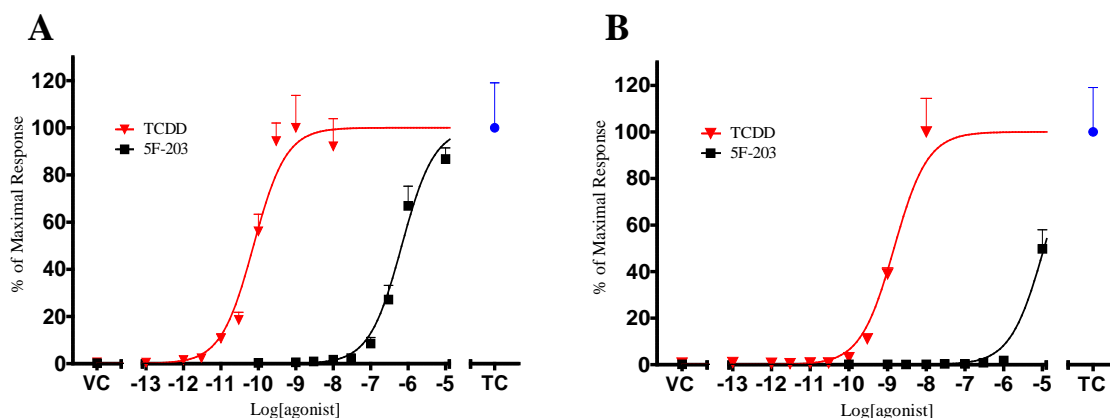 A
% of Maximal Response
120
100
80
60
40
20
0
TCDD
5F-203
VC -13 -12 -11 -10 -9 -8 -7 -6 -5 TC
Log[agonist]
B
% of Maximal Response
120
100
80
60
40
20
0
TCDD
5F-203
VC -13 -12 -11 -10 -9 -8 -7 -6 -5 TC
Log[agonist]